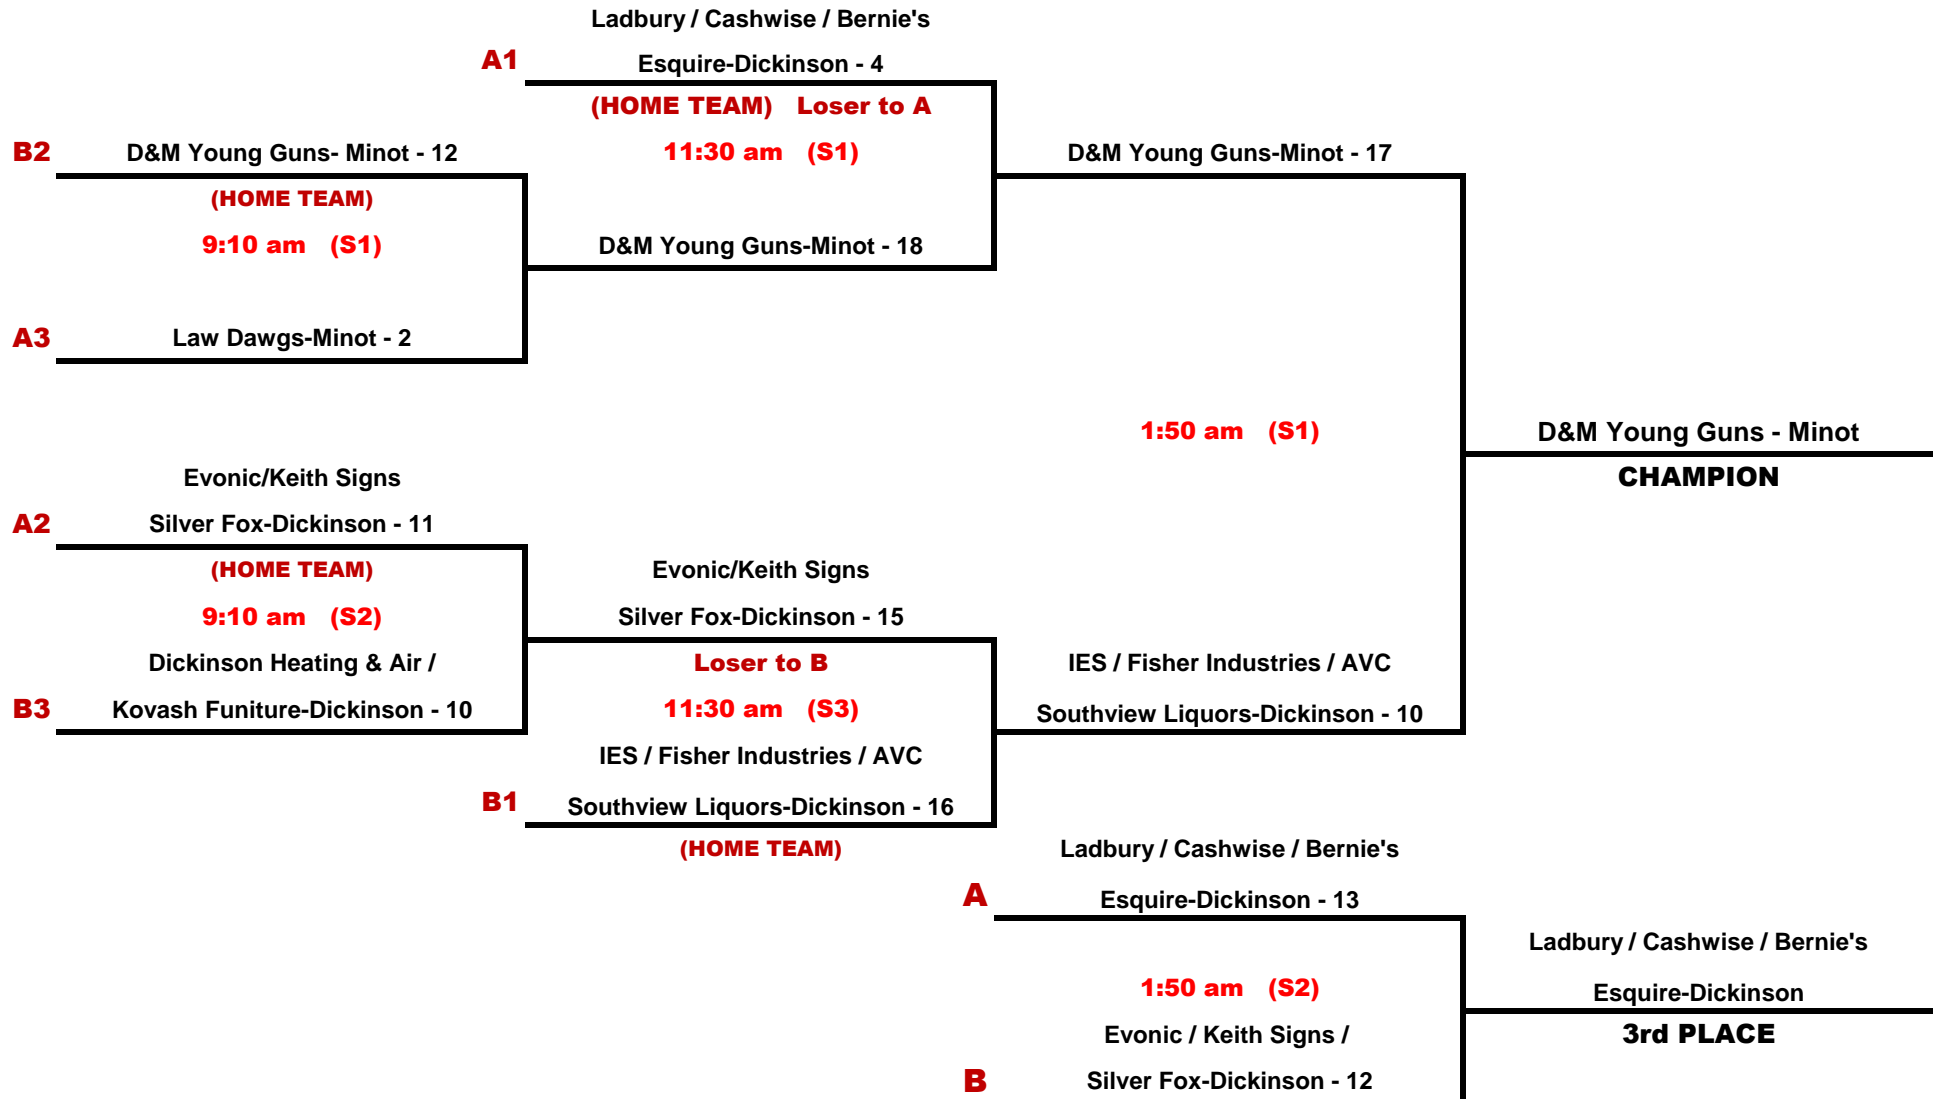 Ladbury / Cashwise / Bernie's
A1 Esquire-Dickinson - 4
(HOME TEAM) Loser to A
B2 D&M Young Guns- Minot - 12
11:30 am (S1)
D&M Young Guns-Minot - 17
(HOME TEAM)
9:10 am (S1)
D&M Young Guns-Minot - 18
A3 Law Dawgs-Minot - 2
1:50 am (S1)
D&M Young Guns - Minot
CHAMPION
Evonic/Keith Signs
A2 Silver Fox-Dickinson - 11
(HOME TEAM)
Evonic/Keith Signs
9:10 am (S2)
Silver Fox-Dickinson - 15
Dickinson Heating & Air /
Loser to B
IES / Fisher Industries / AVC
B3 Kovash Funiture-Dickinson - 10
11:30 am (S3)
Southview Liquors-Dickinson - 10
IES / Fisher Industries / AVC
B1 Southview Liquors-Dickinson - 16
(HOME TEAM)
Ladbury / Cashwise / Bernie's
A Esquire-Dickinson - 13
Ladbury / Cashwise / Bernie's
1:50 am (S2)
Esquire-Dickinson
Evonic / Keith Signs /
3rd PLACE
B Silver Fox-Dickinson - 12